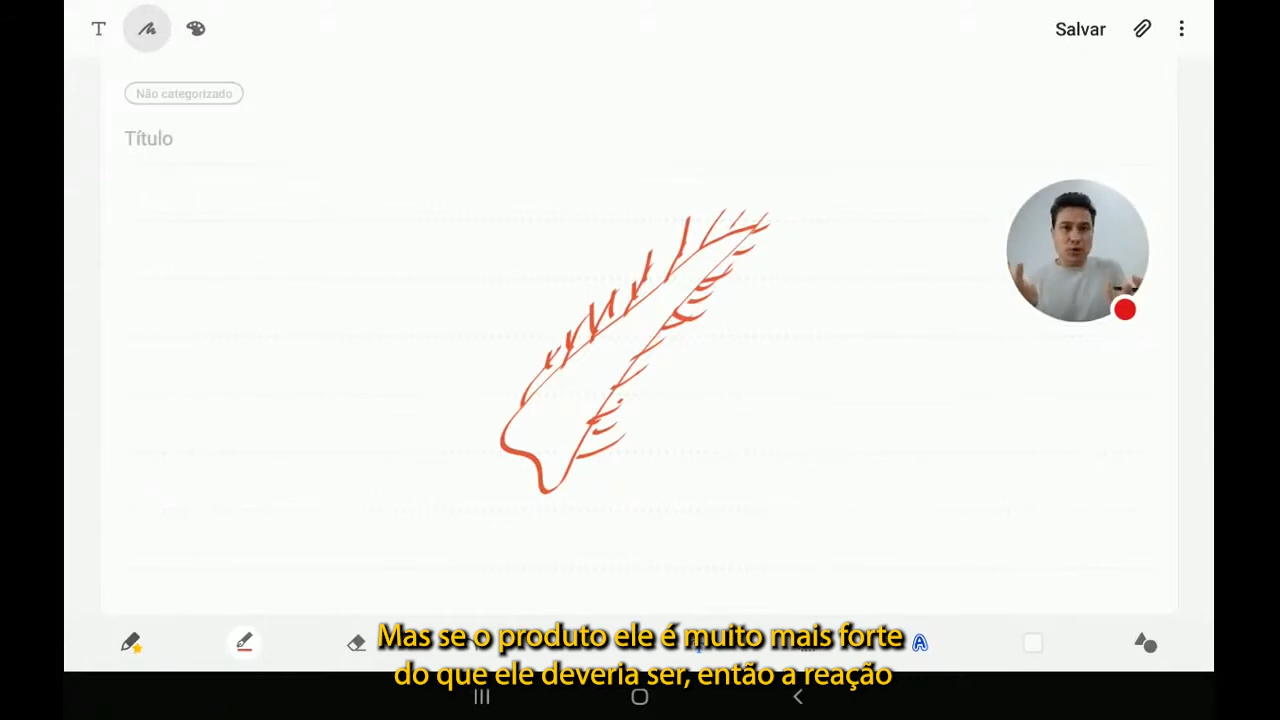 T
Salvar
Não categorizado
Título
Mas se o produto ele é muito mais forte
do que ele deveria ser, então a reação